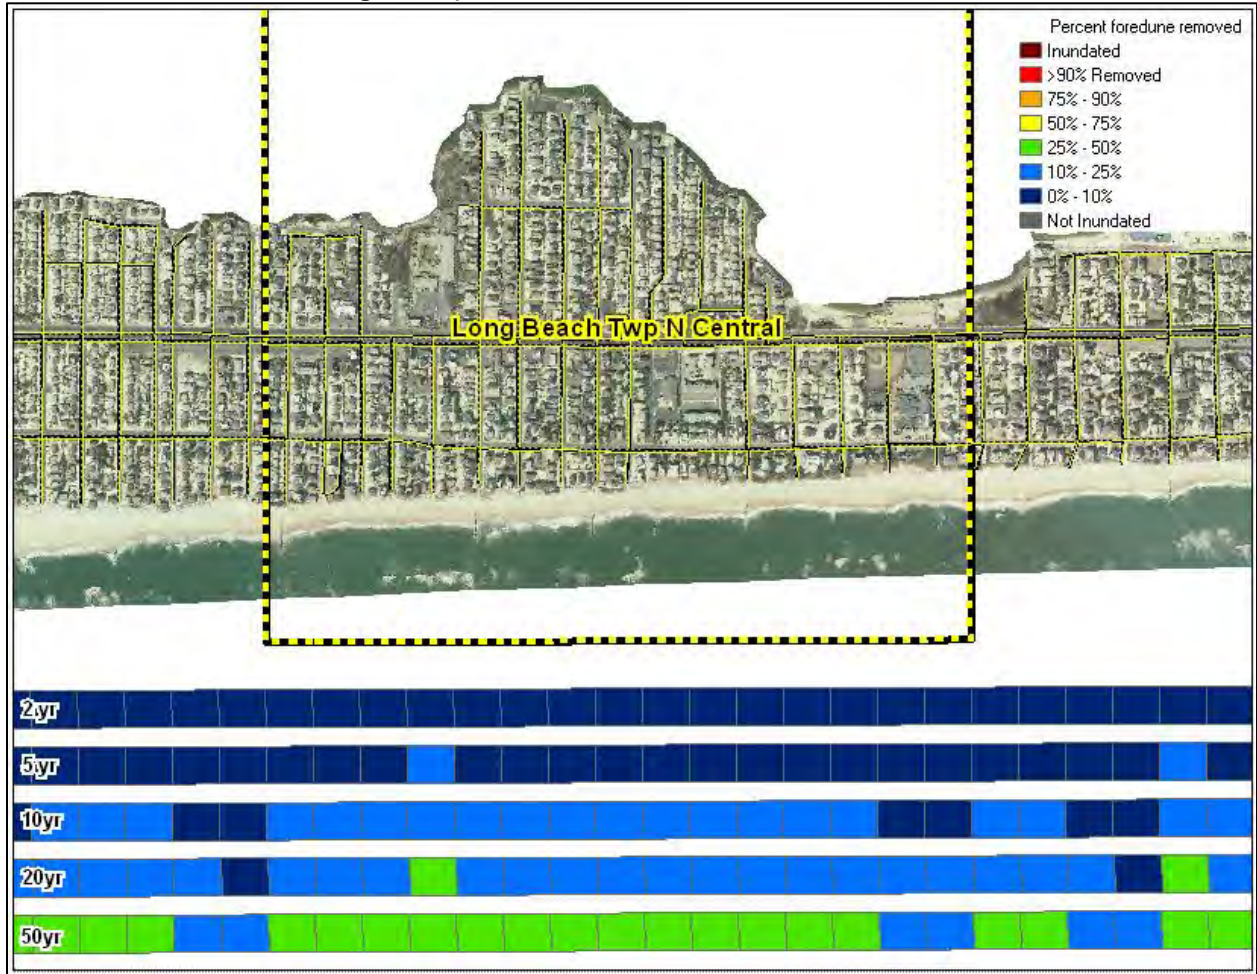 Percent foredune removed
Inundated
>90% Removed
75% - 90%
50% - 75%
25% - 50%
10% - 25%
0% - 10%
Not Inundated
Long Beach Twp N Central
2yr
5yr
10yr
20yr
50yr